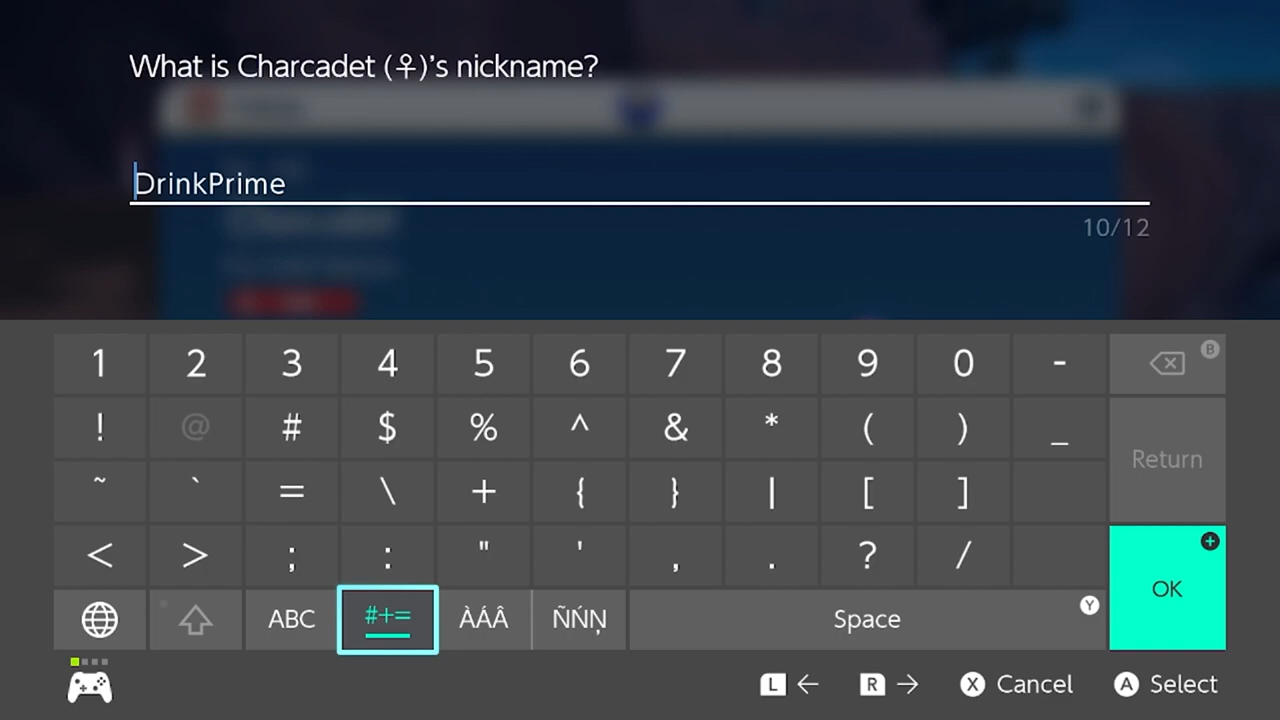 What is Charcadet (♀)'s nickname?
DrinkPrime
10/12
1 2 3 4 5 6 7 8 9 0 - B
! @ # $ % ^ & * ( ) _
Return
~ ` = \ + { } | [ ]
< > ; : " ' , . ? / +
OK
ABC #+= ÀÁÂ ÑŃŅ Space Y
L ← R → X Cancel A Select